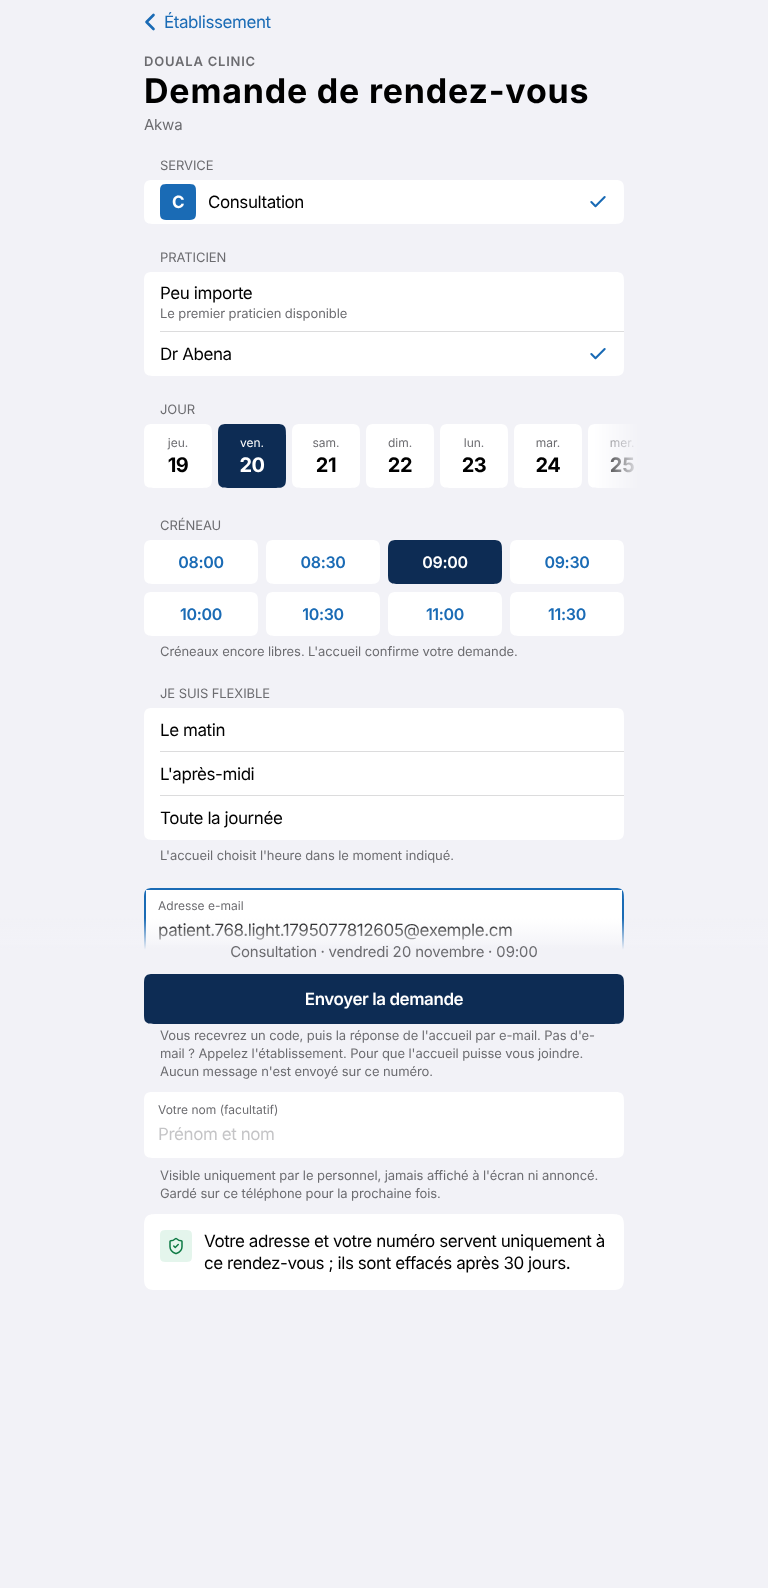 Établissement
DOUALA CLINIC
Demande de rendez-vous
Akwa
SERVICE
C Consultation
PRATICIEN
Peu importe
Le premier praticien disponible
Dr Abena
JOUR
jeu. ven. sam. dim. lun. mar. mer.
19 20 21 22 23 24 25
CRÉNEAU
08:00 08:30 09:00 09:30
10:00 10:30 11:00 11:30
Créneaux encore libres. L'accueil confirme votre demande.
JE SUIS FLEXIBLE
Le matin
L'après-midi
Toute la journée
L'accueil choisit l'heure dans le moment indiqué.
Adresse e-mail
patient.768.light.1795077812605@exemple.cm
Consultation · vendredi 20 novembre · 09:00
Envoyer la demande
Vous recevrez un code, puis la réponse de l'accueil par e-mail. Pas d'e-
mail ? Appelez l'établissement. Pour que l'accueil puisse vous joindre.
Aucun message n'est envoyé sur ce numéro.
Votre nom (facultatif)
Prénom et nom
Visible uniquement par le personnel, jamais affiché à l'écran ni annoncé.
Gardé sur ce téléphone pour la prochaine fois.
Votre adresse et votre numéro servent uniquement à
ce rendez-vous ; ils sont effacés après 30 jours.